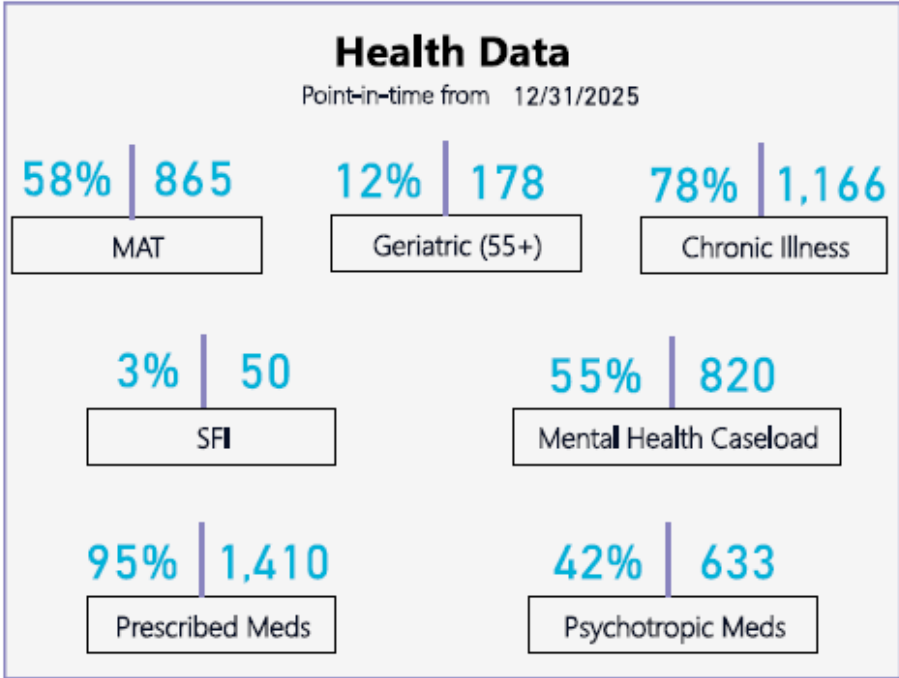 Health Data
Point-in-time from 12/31/2025
58% 865
MAT
12% 178
Geriatric (55+)
78% 1,166
Chronic Illness
3% 50
SFI
55% 820
Mental Health Caseload
95% 1,410
Prescribed Meds
42% 633
Psychotropic Meds